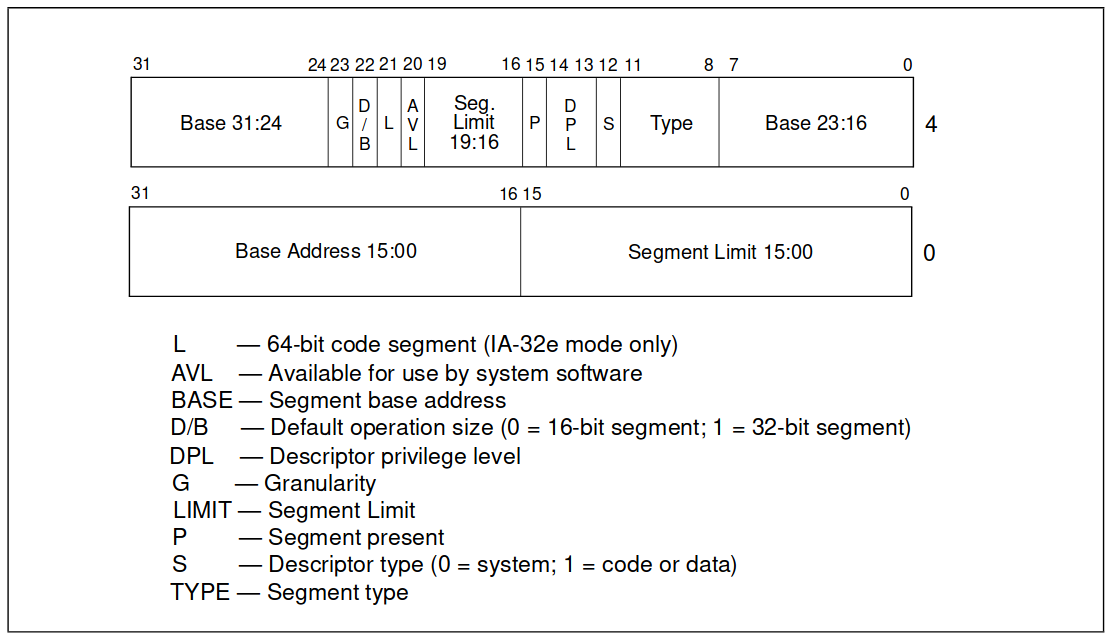 31 24 23 22 21 20 19 16 15 14 13 12 11 8 7 0
Base 31:24 G D/B L AVL Seg. Limit 19:16 P DPL S Type Base 23:16 4
31 16 15 0
Base Address 15:00 Segment Limit 15:00 0
L — 64-bit code segment (IA-32e mode only)
AVL — Available for use by system software
BASE — Segment base address
D/B — Default operation size (0 = 16-bit segment; 1 = 32-bit segment)
DPL — Descriptor privilege level
G — Granularity
LIMIT — Segment Limit
P — Segment present
S — Descriptor type (0 = system; 1 = code or data)
TYPE — Segment type